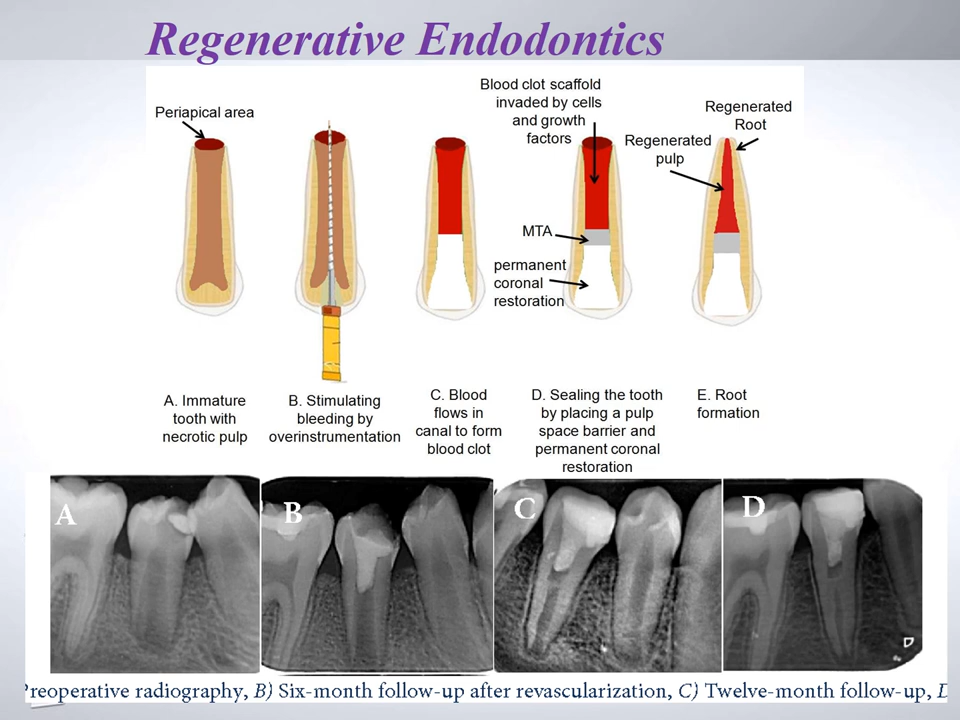 Regenerative Endodontics
Periapical area
Blood clot scaffold
invaded by cells
and growth
factors
Regenerated
Root
Regenerated
pulp
MTA
permanent
coronal
restoration
A. Immature
tooth with
necrotic pulp
B. Stimulating
bleeding by
overinstrumentation
C. Blood
flows in
canal to form
blood clot
D. Sealing the tooth
by placing a pulp
space barrier and
permanent coronal
restoration
E. Root
formation
A
B
C
D
D
reoperative radiography, B) Six-month follow-up after revascularization, C) Twelve-month follow-up, D